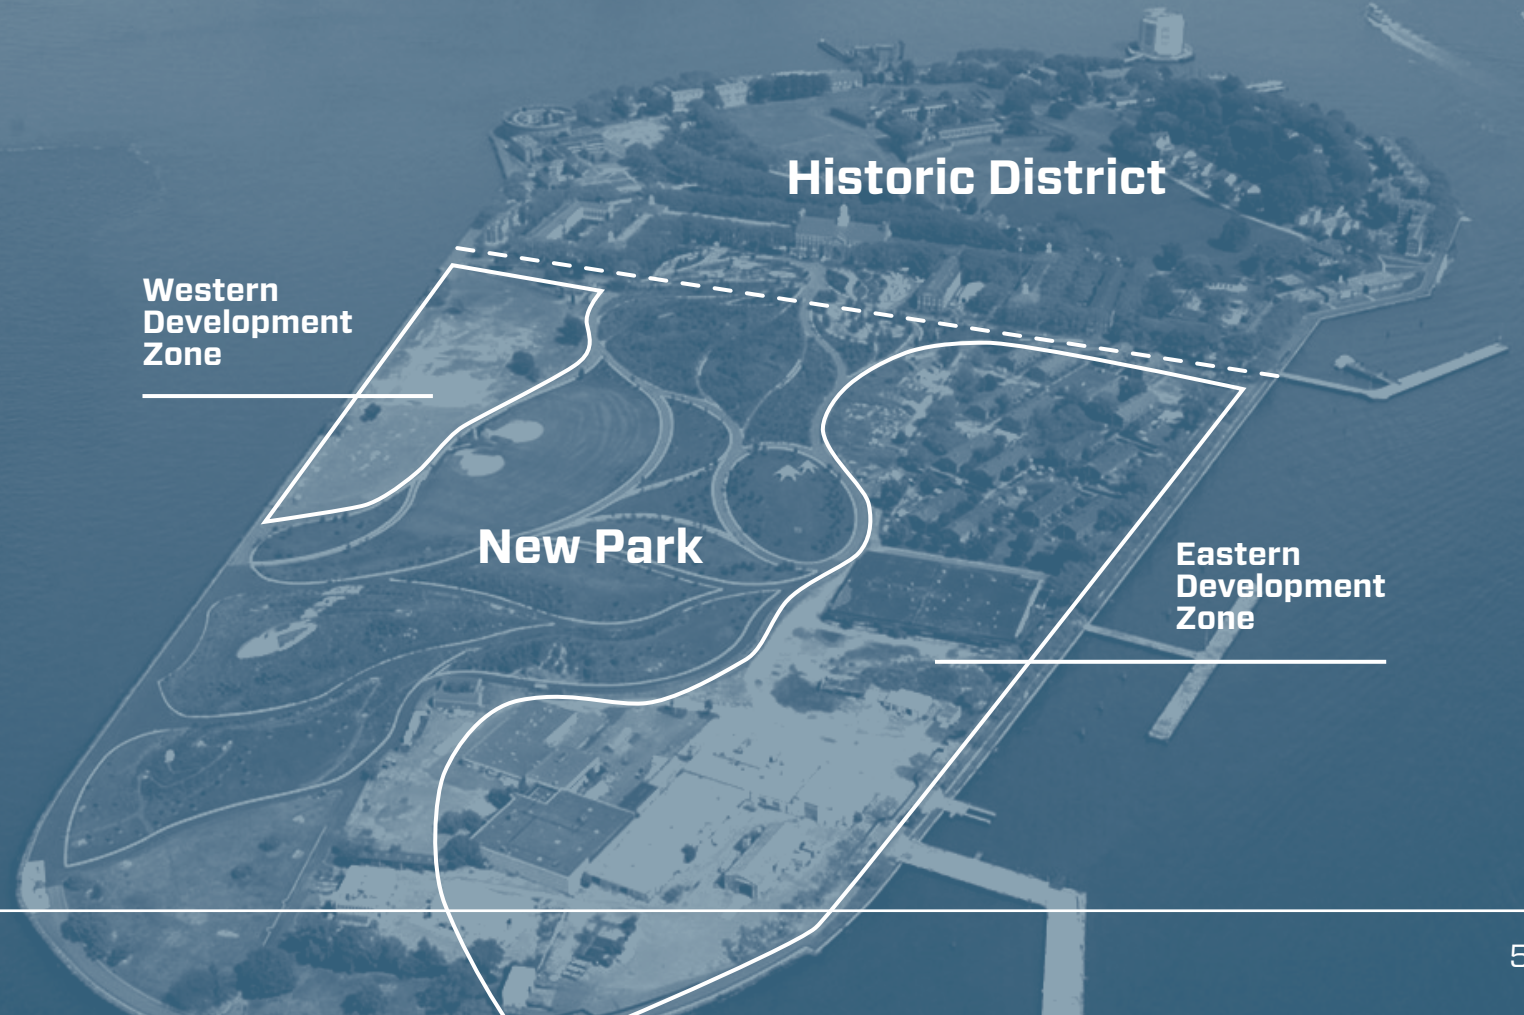 Historic District
Western
Development
Zone
New Park
Eastern
Development
Zone
5